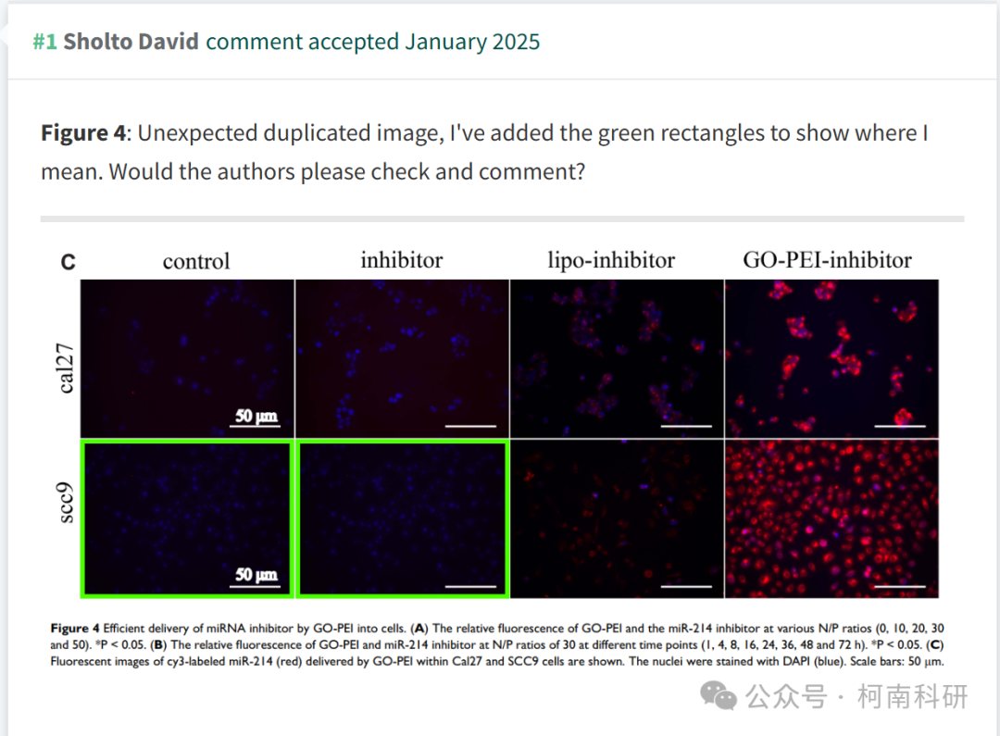 #1 Sholto David comment accepted January 2025
Figure 4: Unexpected duplicated image, I've added the green rectangles to show where I
mean. Would the authors please check and comment?
C control inhibitor lipo-inhibitor GO-PEI-inhibitor
cal27
50 μm
scc9
50 μm
Figure 4 Efficient delivery of miRNA inhibitor by GO-PEI into cells. (A) The relative fluorescence of GO-PEI and the miR-214 inhibitor at various N/P ratios (0, 10, 20, 30
and 50). *P < 0.05. (B) The relative fluorescence of GO-PEI and miR-214 inhibitor at N/P ratios of 30 at different time points (1, 4, 8, 16, 24, 36, 48 and 72 h). *P < 0.05. (C)
Fluorescent images of cy3-labeled miR-214 (red) delivered by GO-PEI within Cal27 and SCC9 cells are shown. The nuclei were stained with DAPI (blue). Scale bars: 50 μm.
公众号 · 柯南科研